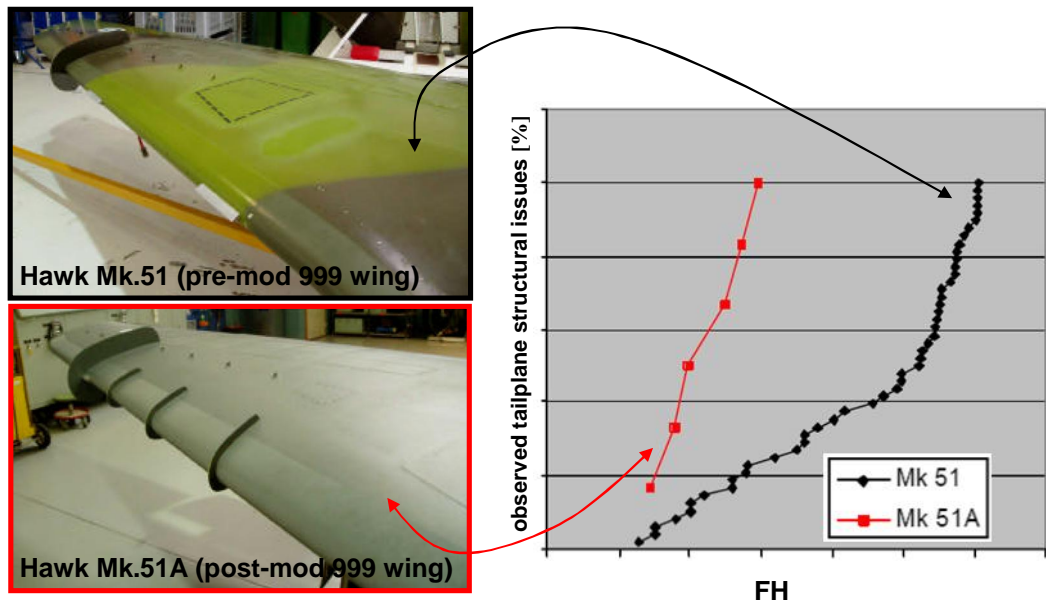 Hawk Mk.51 (pre-mod 999 wing)
Hawk Mk.51A (post-mod 999 wing)
observed tailplane structural issues [%]
Mk 51
Mk 51A
FH